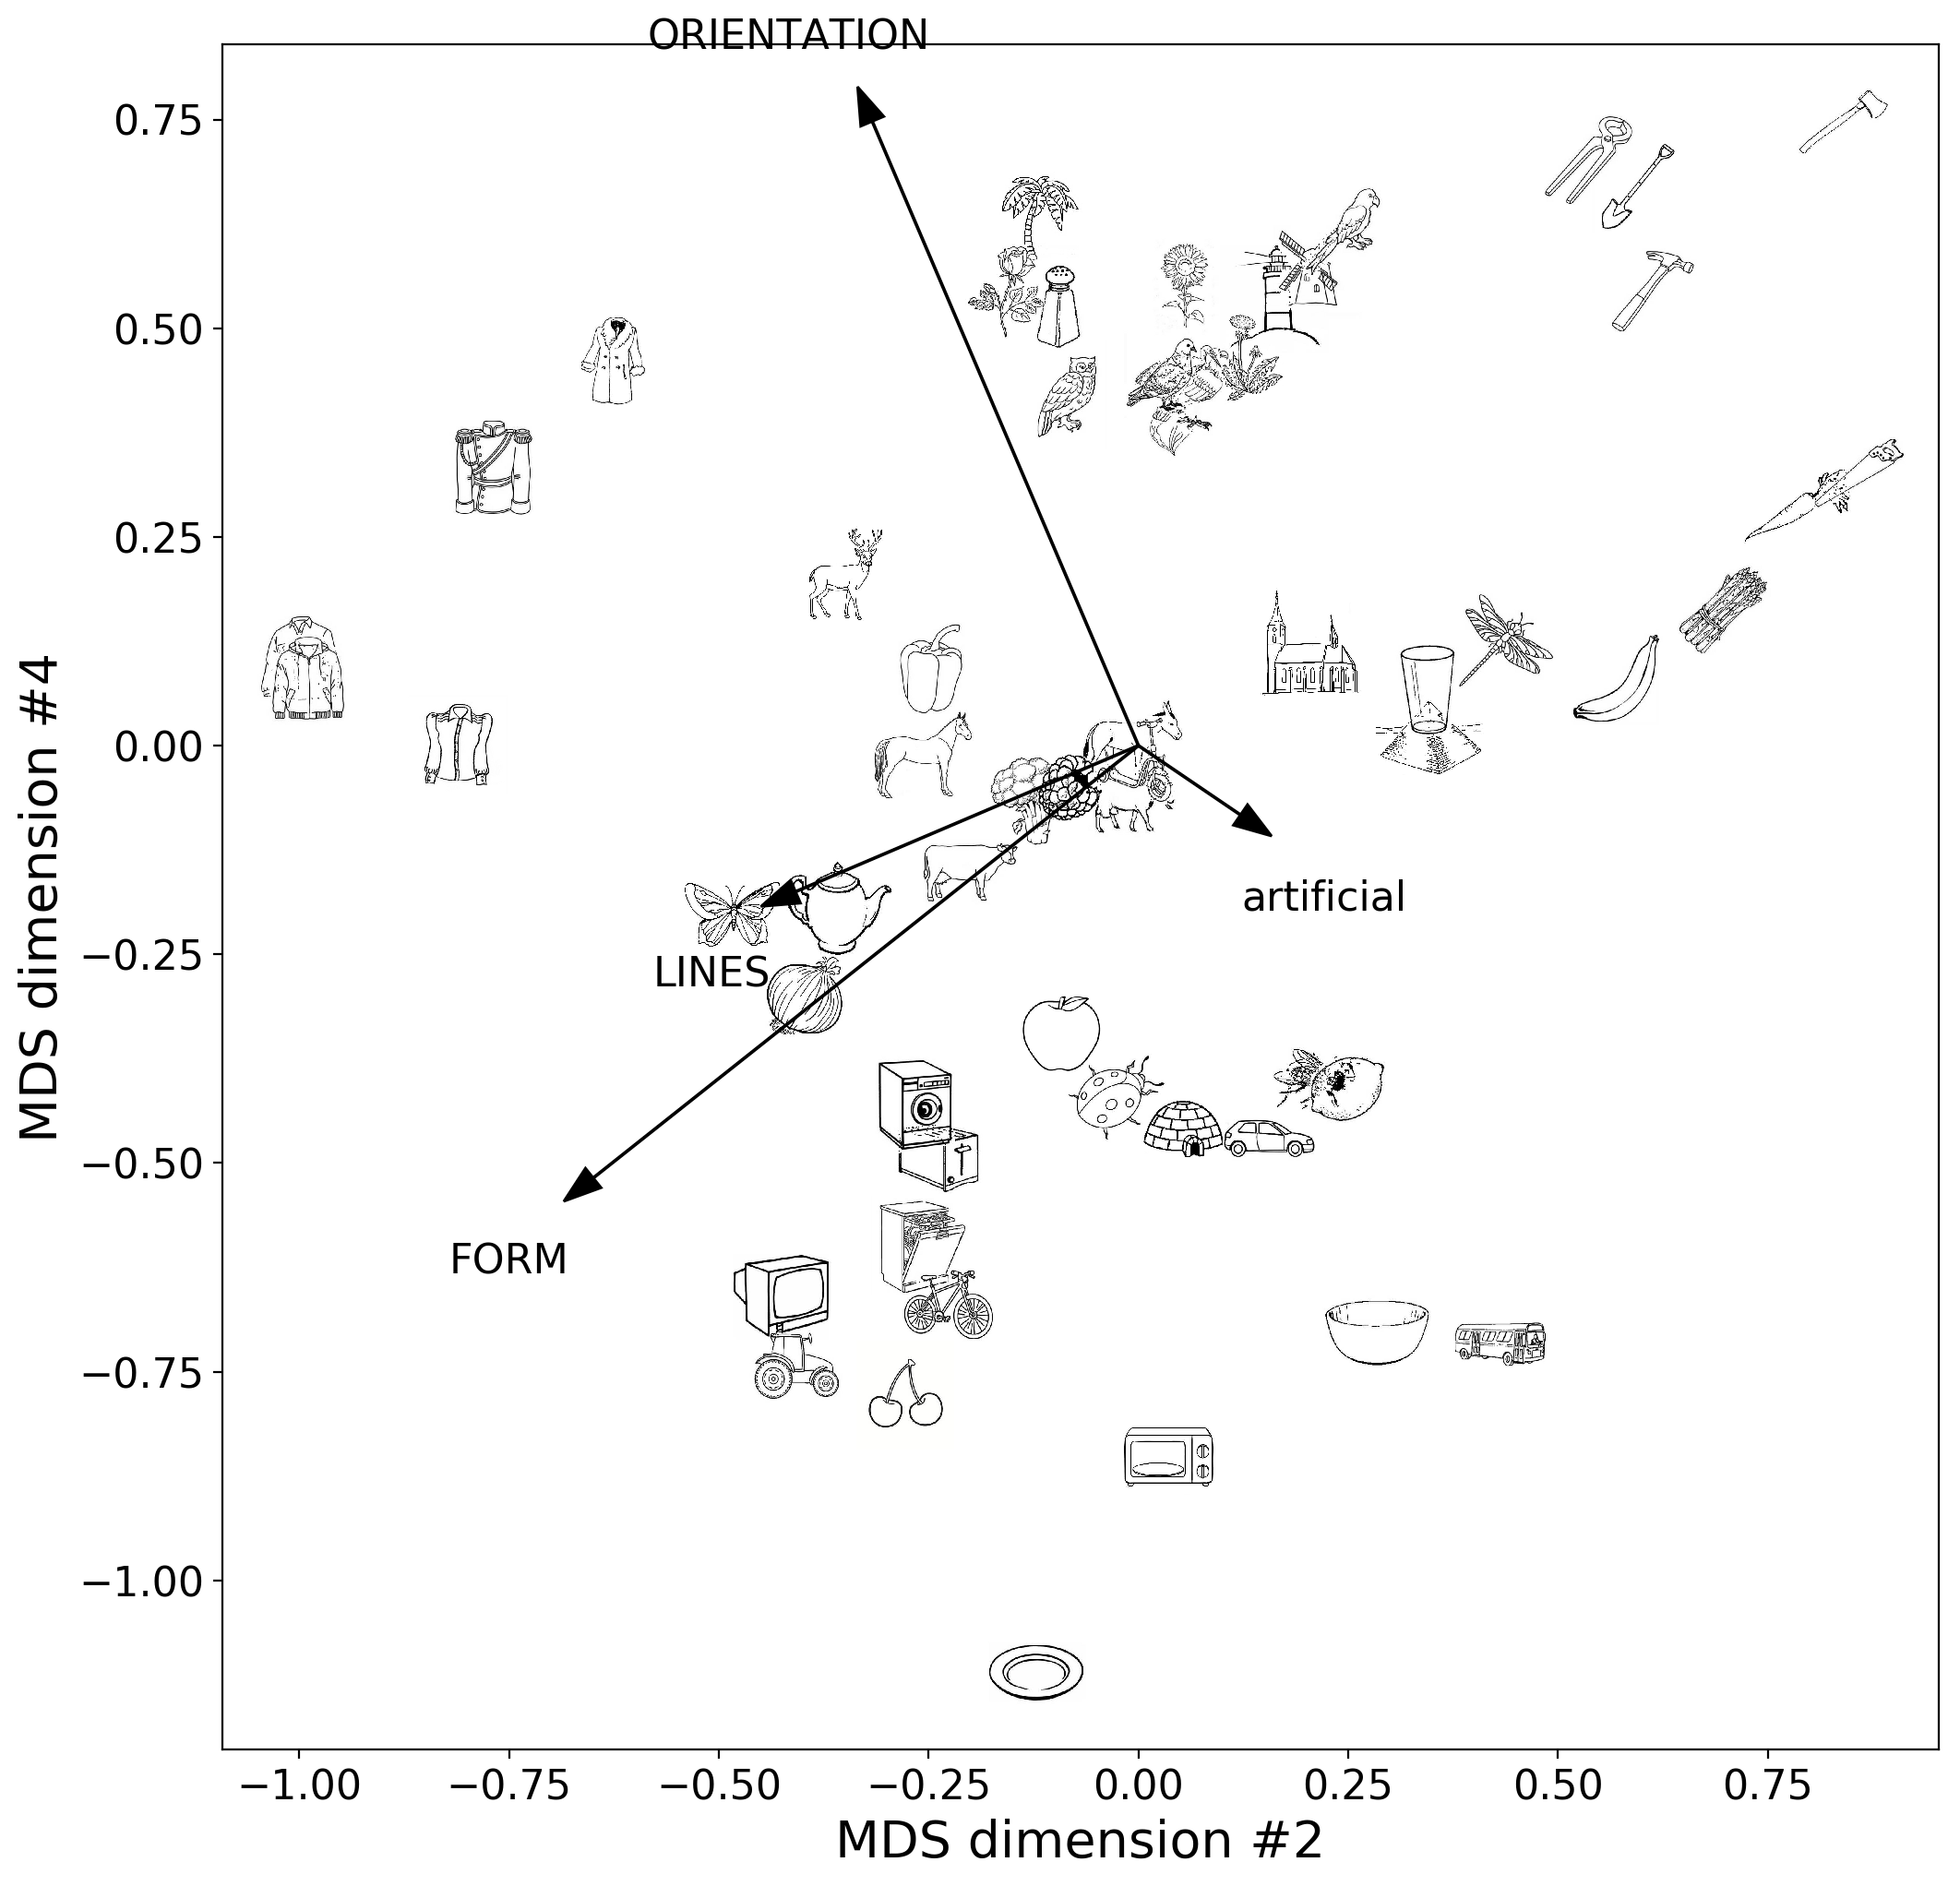 ORIENTATION
0.75
0.50
0.25
0.00
−0.25
−0.50
−0.75
−1.00
MDS dimension #4
artificial
LINES
FORM
−1.00 −0.75 −0.50 −0.25 0.00 0.25 0.50 0.75
MDS dimension #2